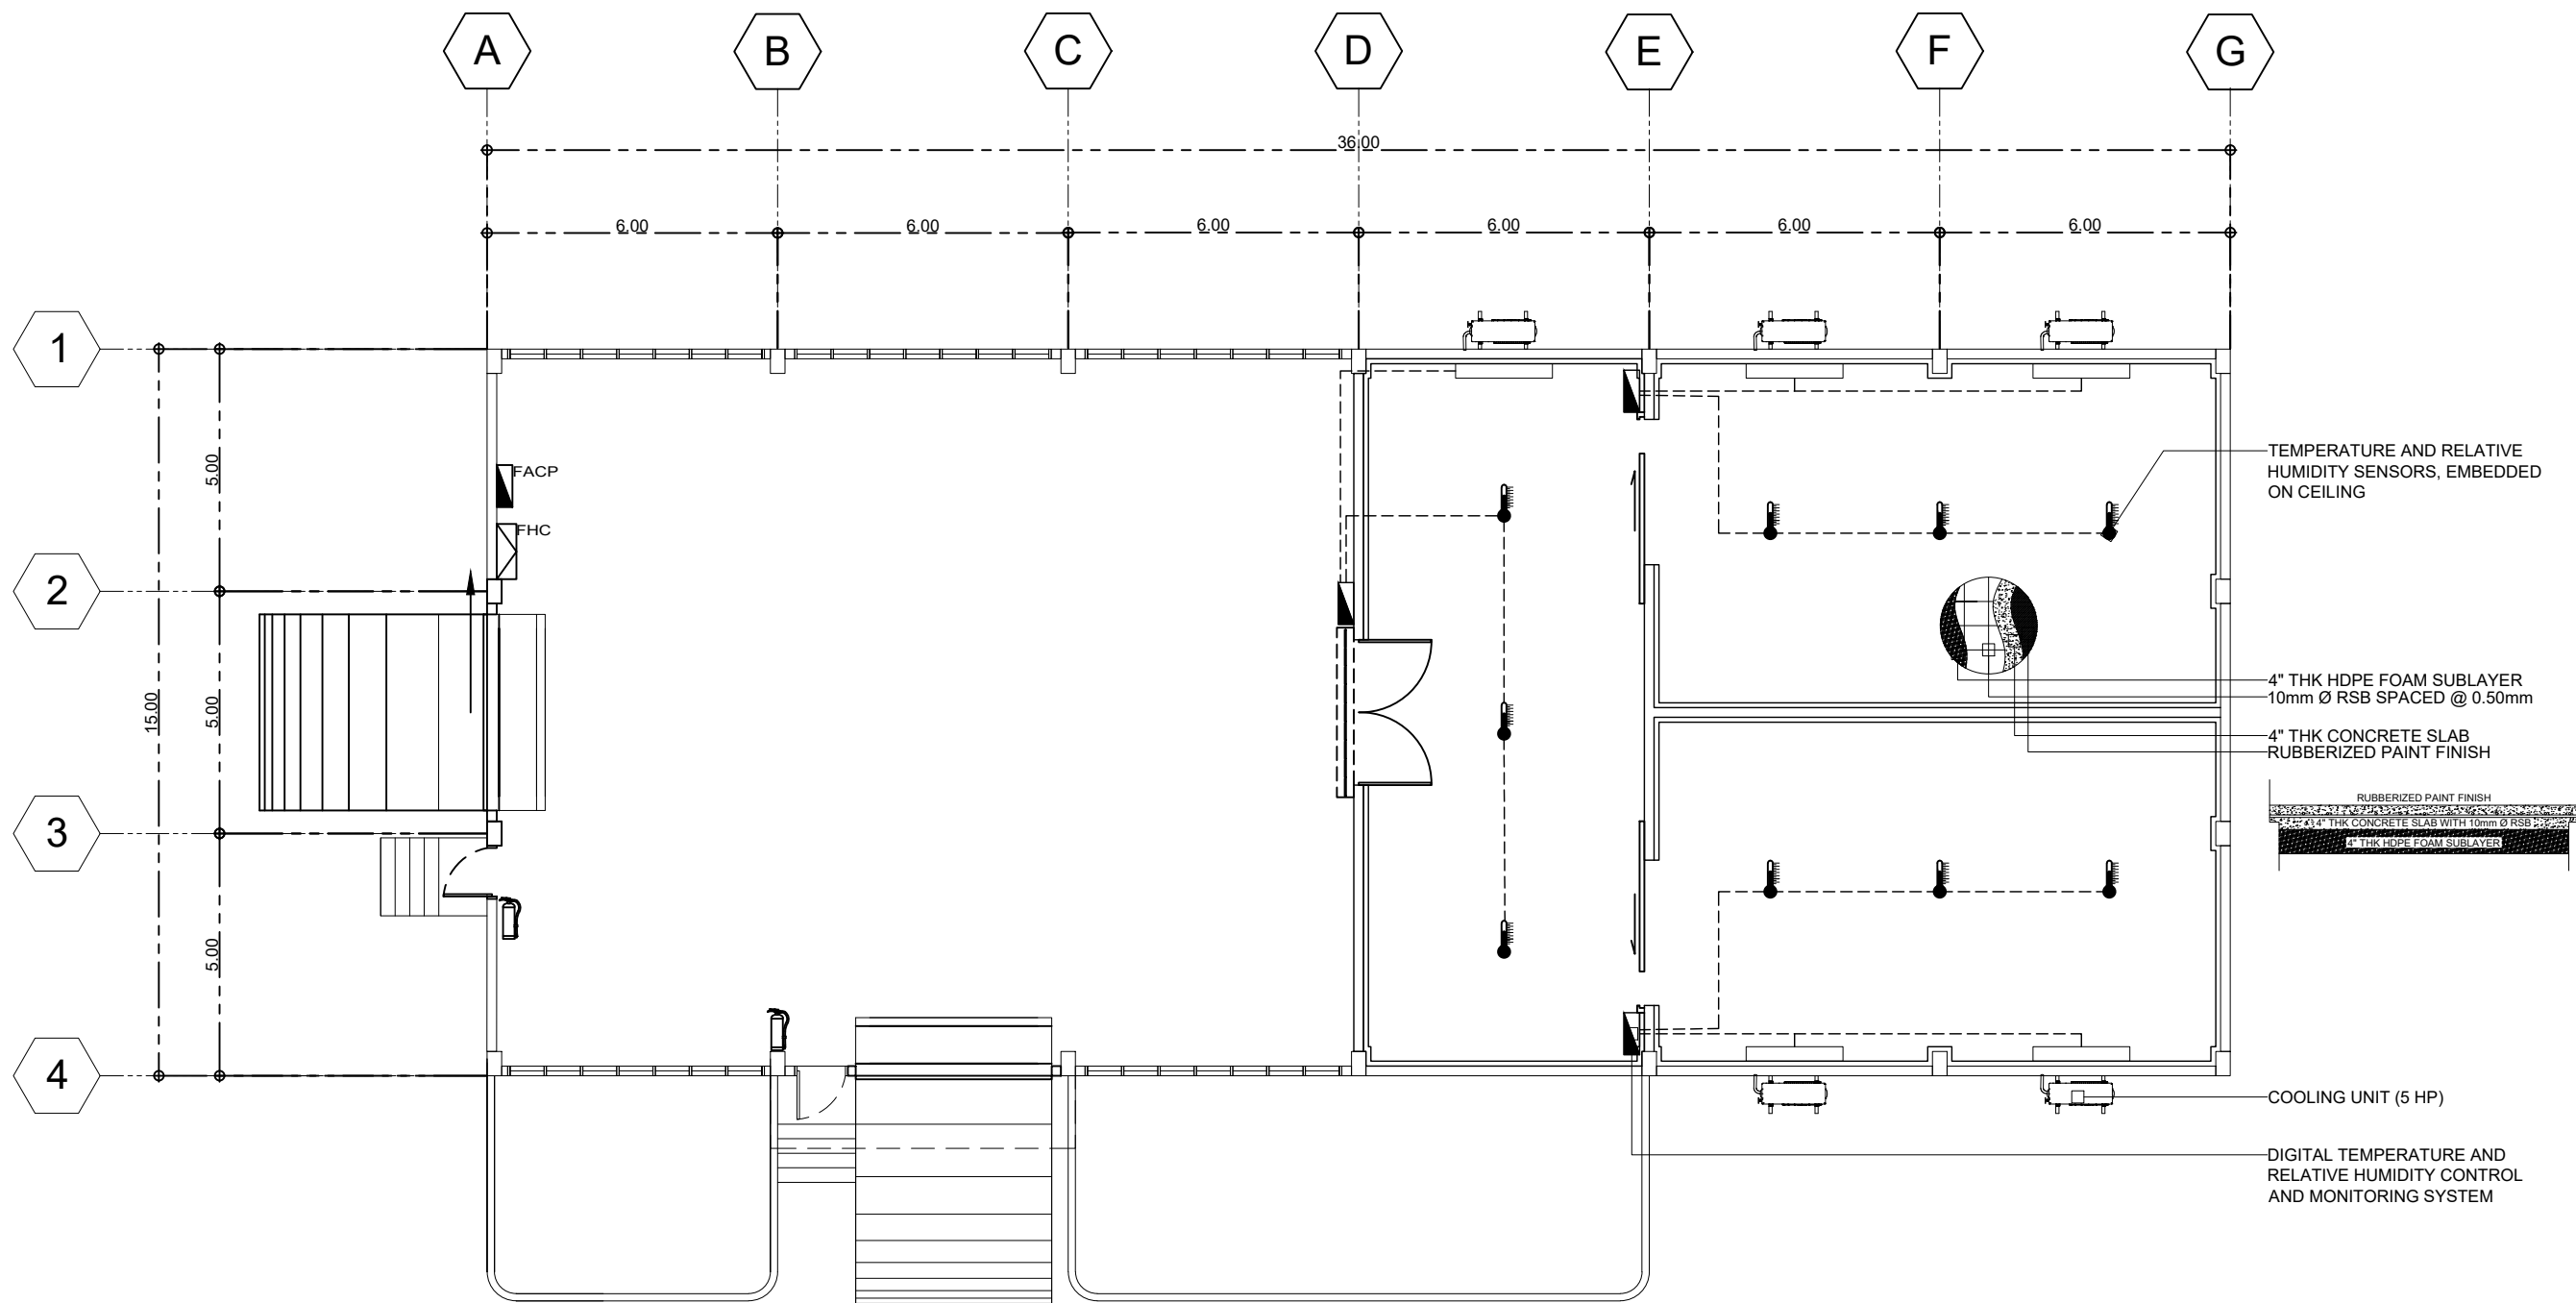 A
B
C
D
E
F
G
36.00
6.00
6.00
6.00
6.00
6.00
6.00
1
2
3
4
15.00
5.00
5.00
5.00
FACP
FHC
TEMPERATURE AND RELATIVE
HUMIDITY SENSORS, EMBEDDED
ON CEILING
4" THK HDPE FOAM SUBLAYER
10mm Ø RSB SPACED @ 0.50mm
4" THK CONCRETE SLAB
RUBBERIZED PAINT FINISH
RUBBERIZED PAINT FINISH
4" THK CONCRETE SLAB WITH 10mm Ø RSB
4" THK HDPE FOAM SUBLAYER
COOLING UNIT (5 HP)
DIGITAL TEMPERATURE AND
RELATIVE HUMIDITY CONTROL
AND MONITORING SYSTEM